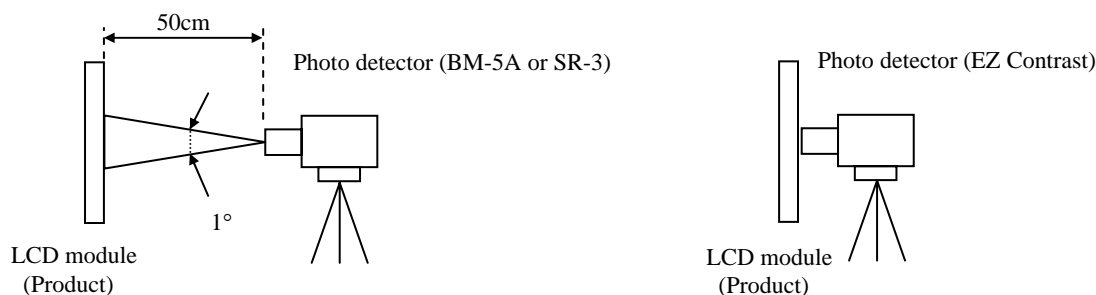 50cm
Photo detector (BM-5A or SR-3)
1°
LCD module
(Product)
Photo detector (EZ Contrast)
LCD module
(Product)